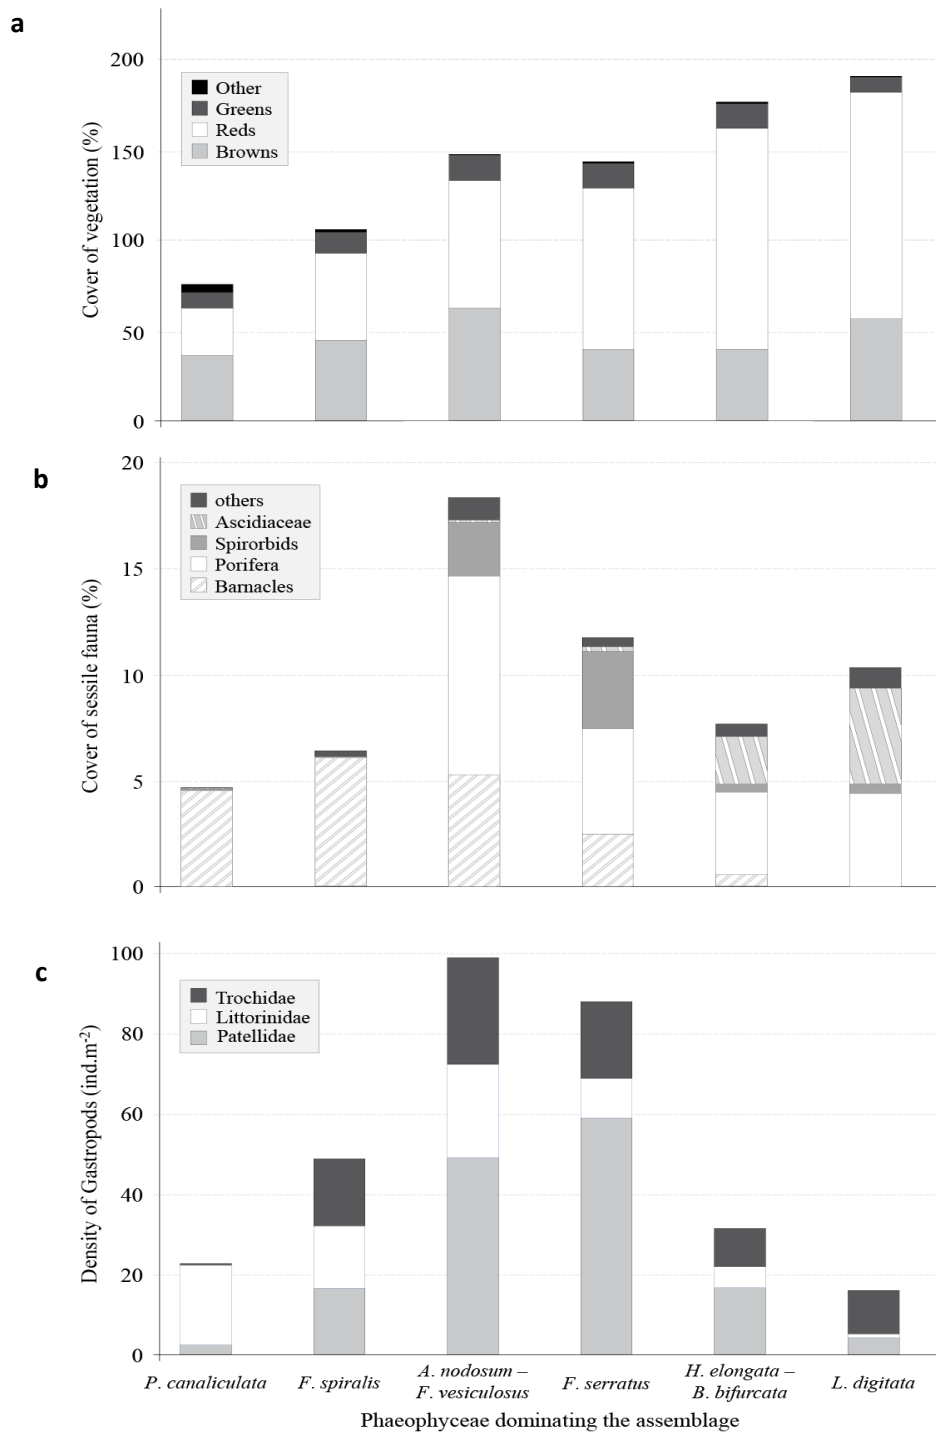 a
Cover of vegetation (%)
200
150
100
50
0
Other
Greens
Reds
Browns
b
Cover of sessile fauna (%)
20
15
10
5
0
others
Ascidiaceae
Spirorbids
Porifera
Barnacles
c
Density of Gastropods (ind.m-2)
100
80
60
40
20
0
Trochidae
Littorinidae
Patellidae
P. canaliculata
F. spiralis
A. nodosum –
F. vesiculosus
F. serratus
H. elongata –
B. bifurcata
L. digitata
Phaeophyceae dominating the assemblage